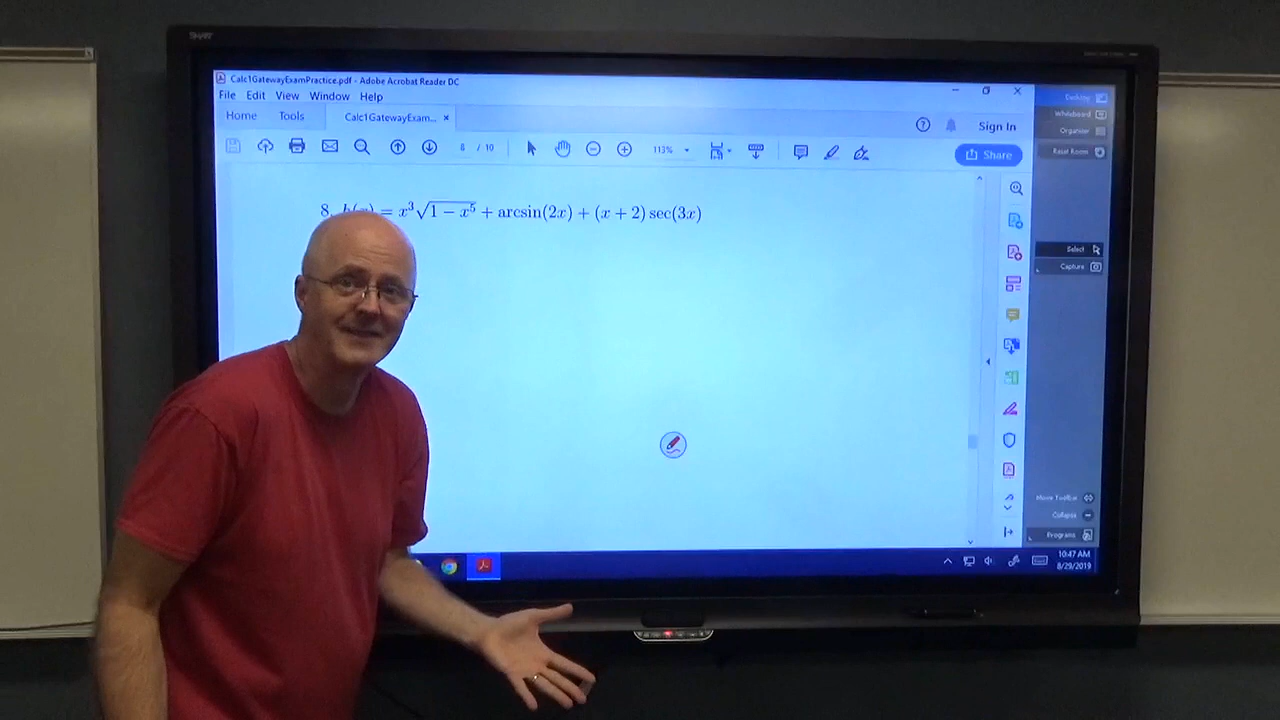 SMART
Calc1GatewayExamPractice.pdf - Adobe Acrobat Reader DC
File Edit View Window Help
Home Tools Calc1GatewayExam... × Sign In
8 / 10 113% Share
8. h(x) = x³√(1 − x⁵) + arcsin(2x) + (x + 2) sec(3x)
Desktop
Whiteboard
Organiser
Reset Room
Select
Capture
Move Toolbar
Collapse
Programs
10:47 AM
8/29/2019